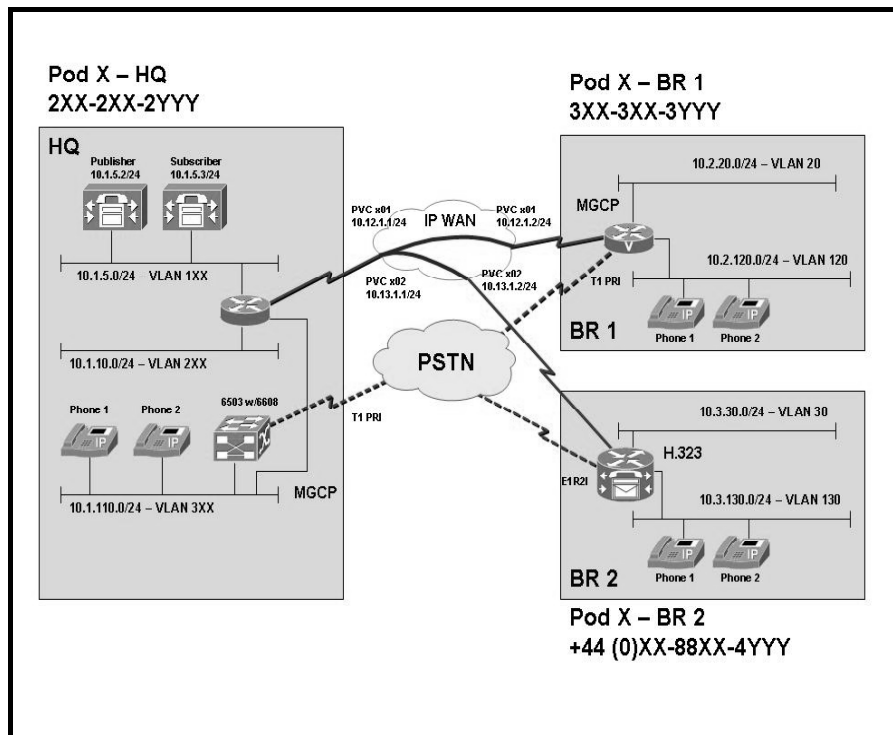 Pod X – HQ
2XX-2XX-2YYY
HQ
Publisher
10.1.5.2/24
Subscriber
10.1.5.3/24
10.1.5.0/24 – VLAN 1XX
10.1.10.0/24 – VLAN 2XX
Phone 1
Phone 2
6503 w/6608
IP
IP
10.1.110.0/24 – VLAN 3XX
MGCP
PVC x01
10.12.1.1/24
IP WAN
PVC x01
10.12.1.2/24
PVC x02
10.13.1.1/24
PVC x02
10.13.1.2/24
PSTN
T1 PRI
T1 PRI
E1R2I
Pod X – BR 1
3XX-3XX-3YYY
10.2.20.0/24 – VLAN 20
MGCP
V
10.2.120.0/24 – VLAN 120
IP
IP
Phone 1
Phone 2
BR 1
10.3.30.0/24 – VLAN 30
H.323
10.3.130.0/24 – VLAN 130
IP
IP
Phone 1
Phone 2
BR 2
Pod X – BR 2
+44 (0)XX-88XX-4YYY